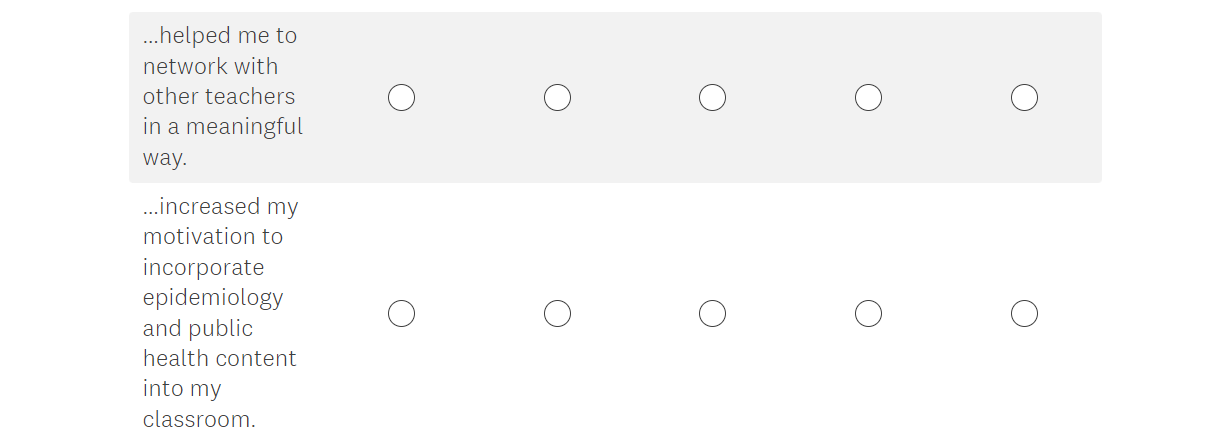 ...helped me to
network with
other teachers
in a meaningful
way.
...increased my
motivation to
incorporate
epidemiology
and public
health content
into my
classroom.